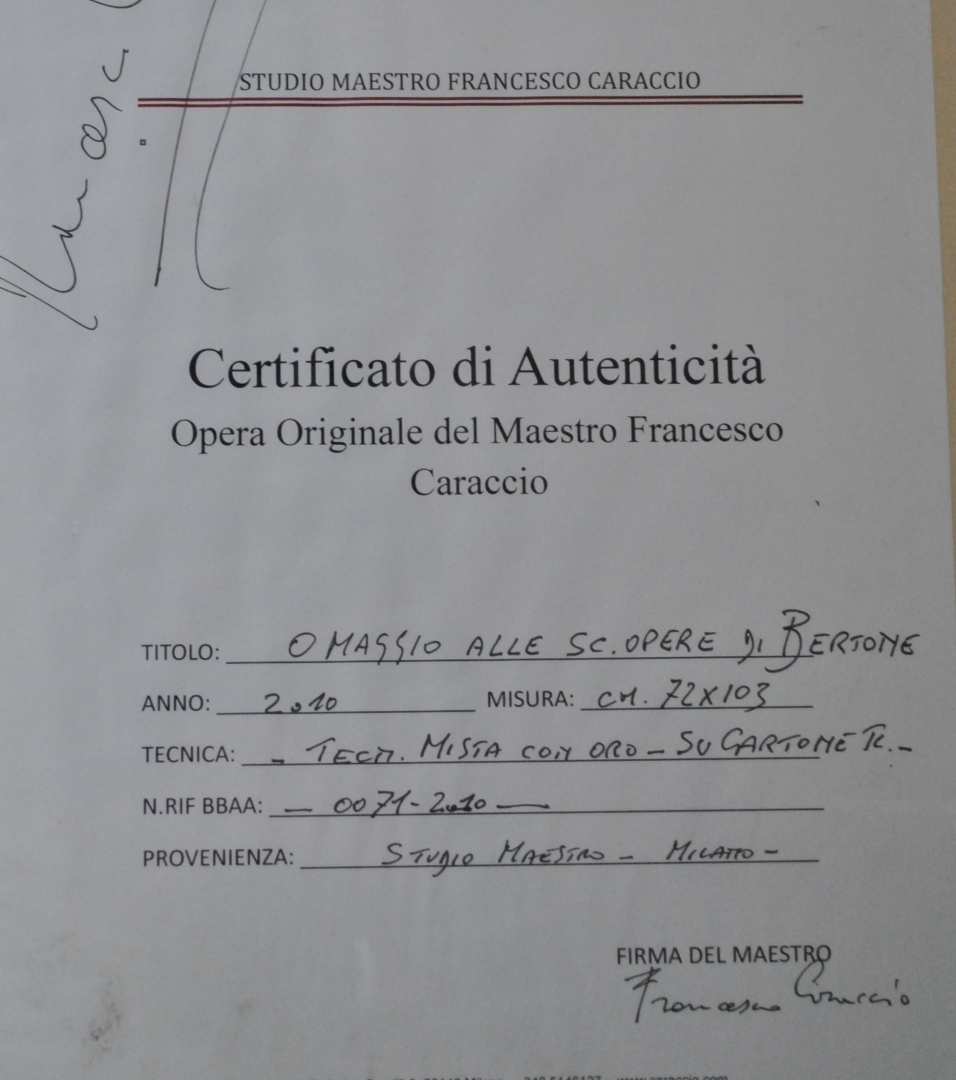 STUDIO MAESTRO FRANCESCO CARACCIO
Certificato di Autenticità
Opera Originale del Maestro Francesco
Caraccio
TITOLO: OMAGGIO ALLE SC.OPERE DI BERTONE
ANNO: 2010 MISURA: CM. 72X103
TECNICA: - TECN. MISTA CON ORO - SU CARTONE TL.-
N.RIF BBAA: - 0071-2010 -
PROVENIENZA: STUDIO MAESTRO - MILANO -
FIRMA DEL MAESTRO
Francesco Caraccio